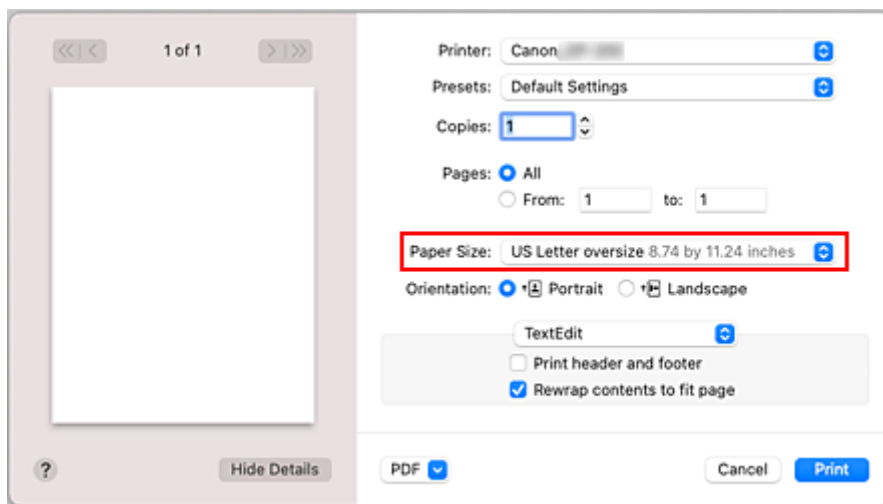 1 of 1
Printer: Canon
Presets: Default Settings
Copies: 1
Pages: All
From: 1 to: 1
Paper Size: US Letter oversize 8.74 by 11.24 inches
Orientation: Portrait Landscape
TextEdit
Print header and footer
Rewrap contents to fit page
? Hide Details PDF Cancel Print